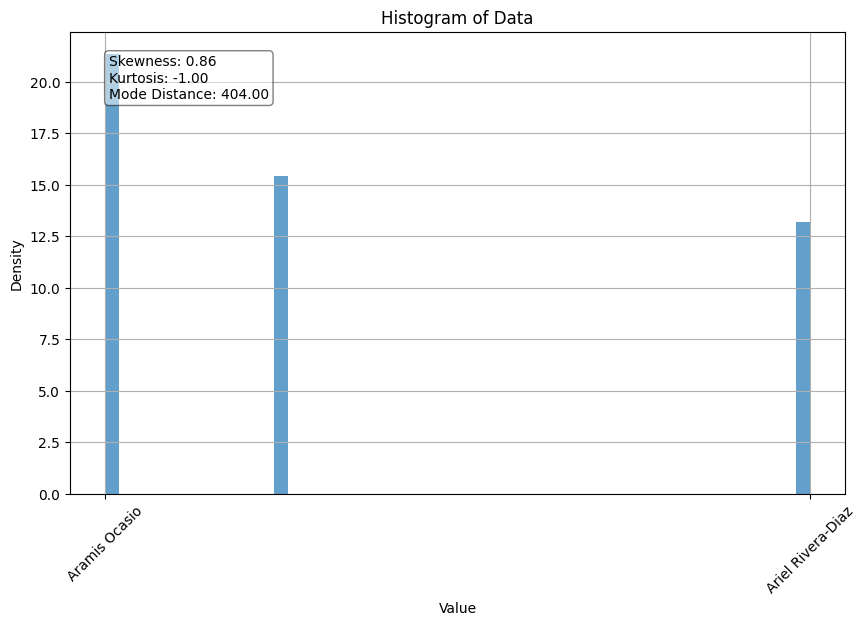 Histogram of Data
Skewness: 0.86
Kurtosis: -1.00
Mode Distance: 404.00
20.0
17.5
15.0
12.5
10.0
7.5
5.0
2.5
0.0
Density
Aramis Ocasio
Ariel Rivera-Diaz
Value